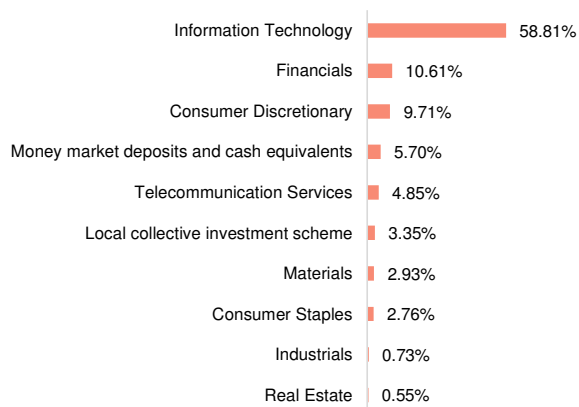 Information Technology 58.81%
Financials 10.61%
Consumer Discretionary 9.71%
Money market deposits and cash equivalents 5.70%
Telecommunication Services 4.85%
Local collective investment scheme 3.35%
Materials 2.93%
Consumer Staples 2.76%
Industrials 0.73%
Real Estate 0.55%